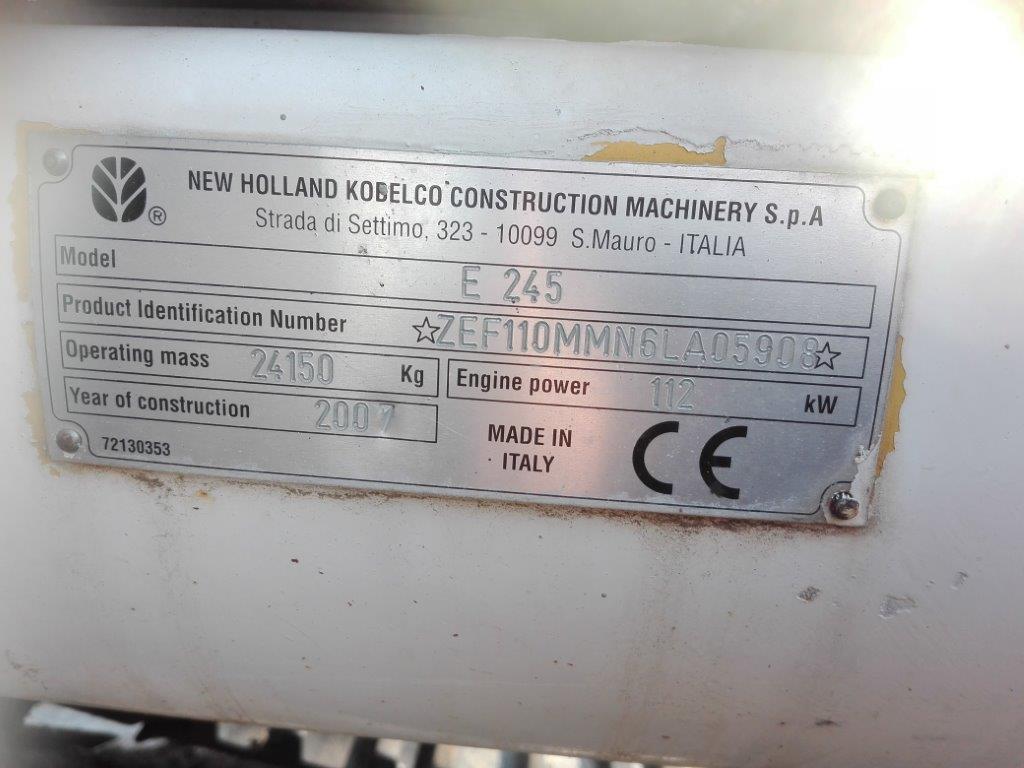 ®
NEW HOLLAND KOBELCO CONSTRUCTION MACHINERY S.p.A
Strada di Settimo, 323 - 10099 S.Mauro - ITALIA
Model E 245
Product Identification Number ☆ZEF110MMN6LA05908☆
Operating mass 24150 Kg Engine power 112 kW
Year of construction 2007
MADE IN
ITALY
CE
72130353